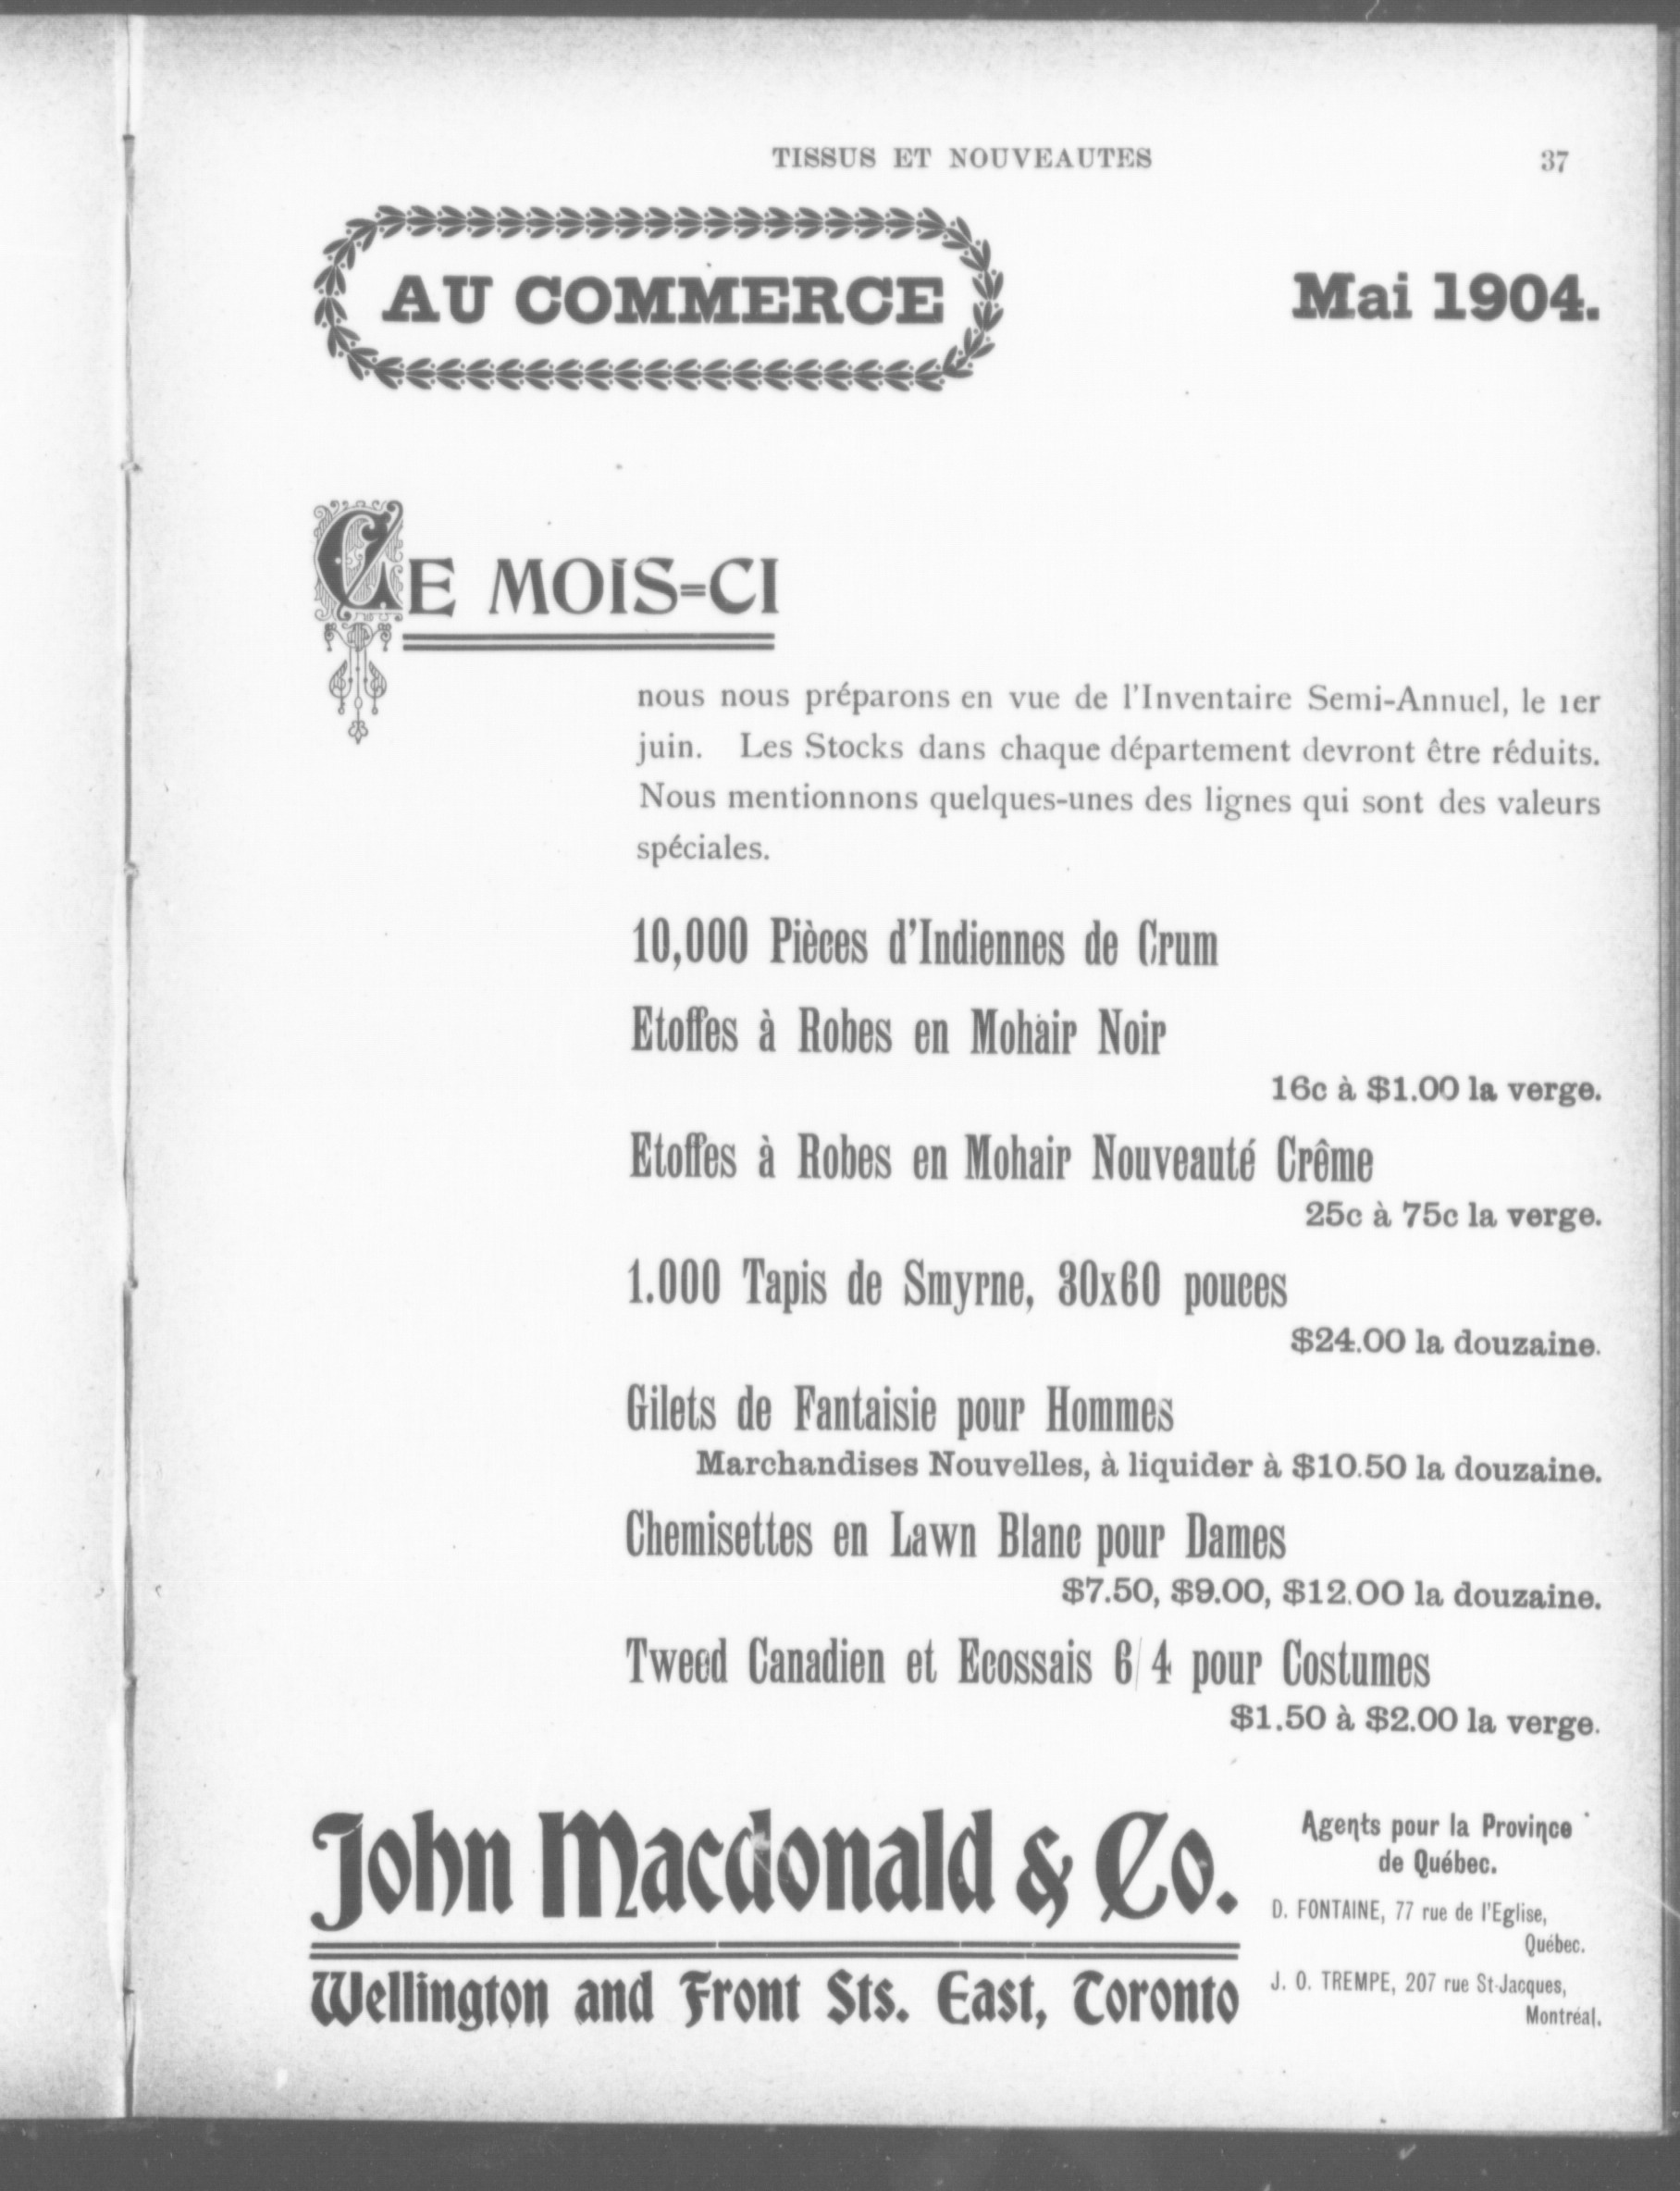 TISSUS ET NOUVEAUTES 37
AU COMMERCE
Mai 1904.
CE MOIS-CI
nous nous préparons en vue de l'Inventaire Semi-Annuel, le 1er
juin. Les Stocks dans chaque département devront être réduits.
Nous mentionnons quelques-unes des lignes qui sont des valeurs
spéciales.
10,000 Pièces d'Indiennes de Crum
Etoffes à Robes en Mohair Noir
16c à $1.00 la verge.
Etoffes à Robes en Mohair Nouveauté Crême
25c à 75c la verge.
1.000 Tapis de Smyrne, 30x60 pouces
$24.00 la douzaine.
Gilets de Fantaisie pour Hommes
Marchandises Nouvelles, à liquider à $10.50 la douzaine.
Chemisettes en Lawn Blanc pour Dames
$7.50, $9.00, $12.00 la douzaine.
Tweed Canadien et Ecossais 6/4 pour Costumes
$1.50 à $2.00 la verge.
John Macdonald & Co.
Wellington and Front Sts. East, Toronto
Agents pour la Province
de Québec.
D. FONTAINE, 77 rue de l'Eglise,
Québec.
J. O. TREMPE, 207 rue St-Jacques,
Montréal.